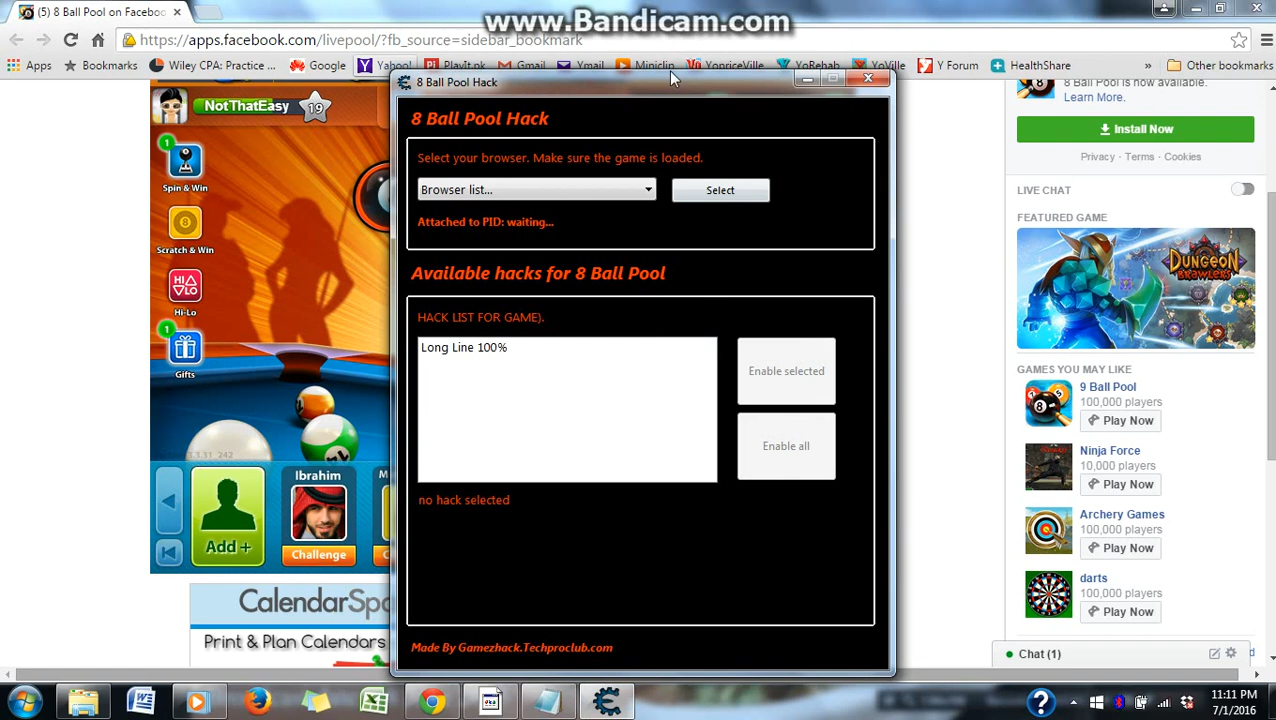 www.Bandicam.com
(5) 8 Ball Pool on Faceboo
https://apps.facebook.com/livepool/?fb_source=sidebar_bookmark
Apps Wiley CPA: Practice ... Google Yahoo! PlayIt.pk Gmail Ymail Miniclip YopriceVille YoRehab YoVille Y Forum HealthShare » Other bookmarks
NotThatEasy 19
1
Spin & Win
Scratch & Win
HI
LO
Hi-Lo
1
Gifts
1.3.31_242
Add +
Ibrahim
Challenge
M
C
CalendarSpa
Print & Plan Calendars
8 Ball Pool Hack
8 Ball Pool Hack
Select your browser. Make sure the game is loaded.
Browser list...
Select
Attached to PID: waiting...
Available hacks for 8 Ball Pool
HACK LIST FOR GAME).
Long Line 100%
Enable selected
Enable all
no hack selected
Made By Gamezhack.Techproclub.com
8 Ball Pool is now available.
Learn More.
Install Now
Privacy · Terms · Cookies
LIVE CHAT
FEATURED GAME
DUNGEON
BRAWLERS
GAMES YOU MAY LIKE
9 Ball Pool
100,000 players
Play Now
Ninja Force
10,000 players
Play Now
Archery Games
100,000 players
Play Now
darts
100,000 players
Play Now
Chat (1)
11:11 PM
7/1/2016